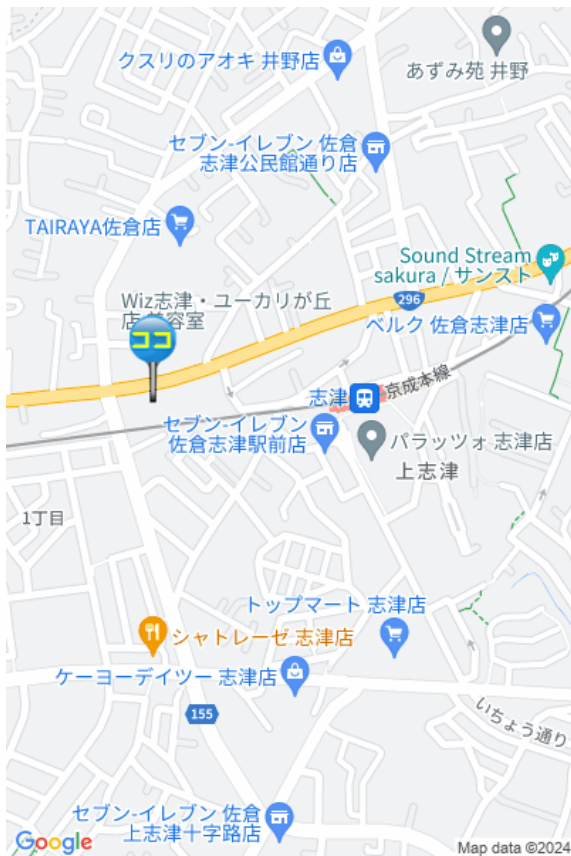 クスリのアオキ 井野店
あずみ苑 井野
セブン-イレブン 佐倉
志津公民館通り店
TAIRAYA佐倉店
Sound Stream
sakura / サンスト
296
Wiz志津・ユーカリが丘
店 美容室
ココ
ベルク 佐倉志津店
京成本線
志津
セブン-イレブン
佐倉志津駅前店
パラッツォ 志津店
上志津
1丁目
トップマート 志津店
シャトレーゼ 志津店
ケーヨーデイツー 志津店
155
いちょう通り
セブン-イレブン 佐倉
上志津十字路店
Google
Map data ©2024